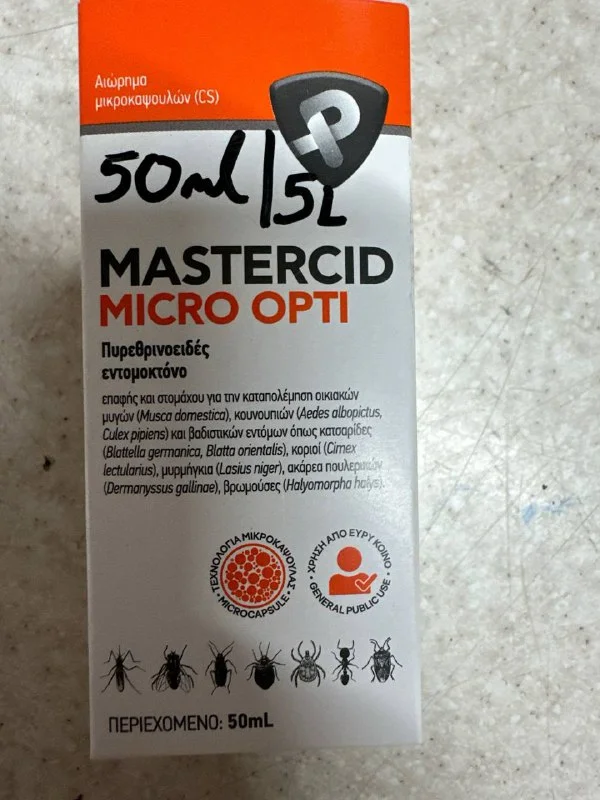 Αιώρημα
μικροκαψουλών (CS)
50ml/5L
MASTERCID
MICRO OPTI
Πυρεθρινοειδές
εντομοκτόνο
επαφής και στομάχου για την καταπολέμηση οικιακών
μυγών (Musca domestica), κουνουπιών (Aedes albopictus,
Culex pipiens) και βαδιστικών εντόμων όπως κατσαρίδες
(Blattella germanica, Blatta orientalis), κοριοί (Cimex
lectularius), μυρμήγκια (Lasius niger), ακάρεα πουλερικών
(Dermanyssus gallinae), βρωμούσες (Halyomorpha halys).
ΤΕΧΝΟΛΟΓΙΑ ΜΙΚΡΟΚΑΨΟΥΛΑΣ
• MICROCAPSULE •
ΧΡΗΣΗ ΑΠΟ ΕΥΡΥ ΚΟΙΝΟ
• GENERAL PUBLIC USE •
ΠΕΡΙΕΧΟΜΕΝΟ: 50mL